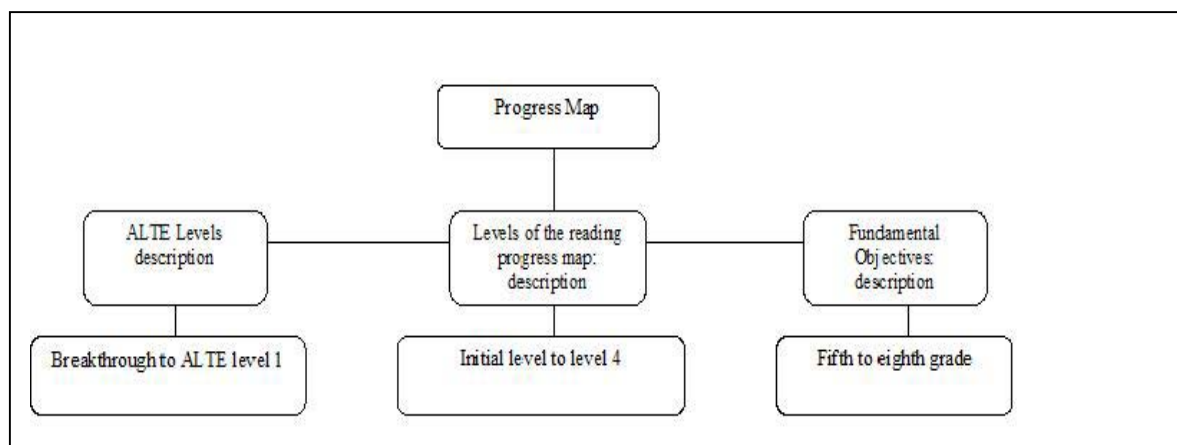 Progress Map
ALTE Levels
description
Levels of the reading
progress map:
description
Fundamental
Objectives:
description
Breakthrough to ALTE level 1
Initial level to level 4
Fifth to eighth grade